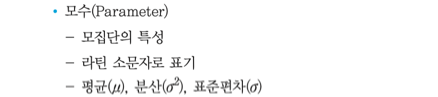 • 모수(Parameter)
– 모집단의 특성
– 라틴 소문자로 표기
– 평균(μ), 분산(σ²), 표준편차(σ)